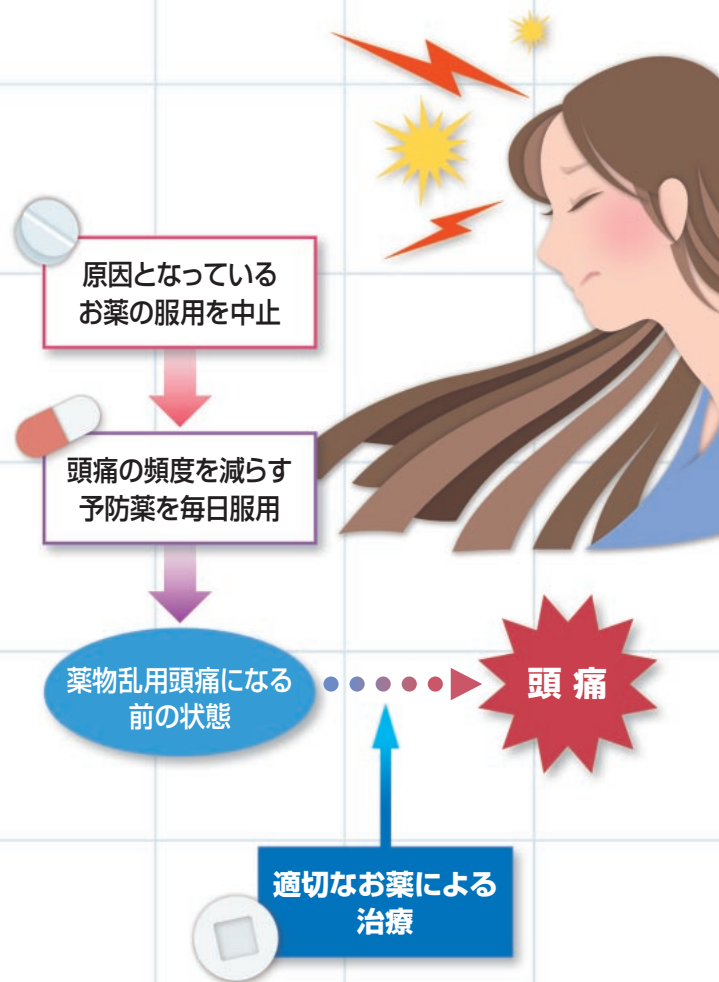 原因となっている
お薬の服用を中止
頭痛の頻度を減らす
予防薬を毎日服用
薬物乱用頭痛になる
前の状態
頭 痛
適切なお薬による
治療